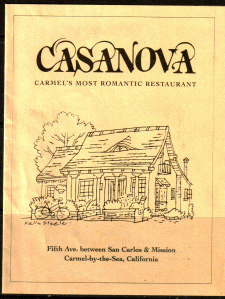 CASANOVA
CARMEL'S MOST ROMANTIC RESTAURANT
Fifth Ave. between San Carlos & Mission
Carmel-by-the-Sea, California